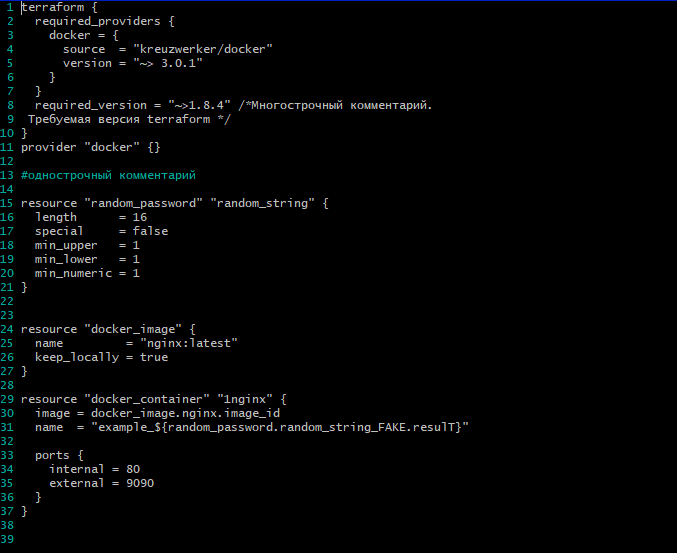 1 terraform {
2   required_providers {
3     docker = {
4       source  = "kreuzwerker/docker"
5       version = "~> 3.0.1"
6     }
7   }
8   required_version = "~>1.8.4" /*Многострочный комментарий.
9  Требуемая версия terraform */
10 }
11 provider "docker" {}
12
13 #однострочный комментарий
14
15 resource "random_password" "random_string" {
16   length      = 16
17   special     = false
18   min_upper   = 1
19   min_lower   = 1
20   min_numeric = 1
21 }
22
23
24 resource "docker_image" {
25   name         = "nginx:latest"
26   keep_locally = true
27 }
28
29 resource "docker_container" "1nginx" {
30   image = docker_image.nginx.image_id
31   name  = "example_${random_password.random_string_FAKE.resulT}"
32
33   ports {
34     internal = 80
35     external = 9090
36   }
37 }
38
39